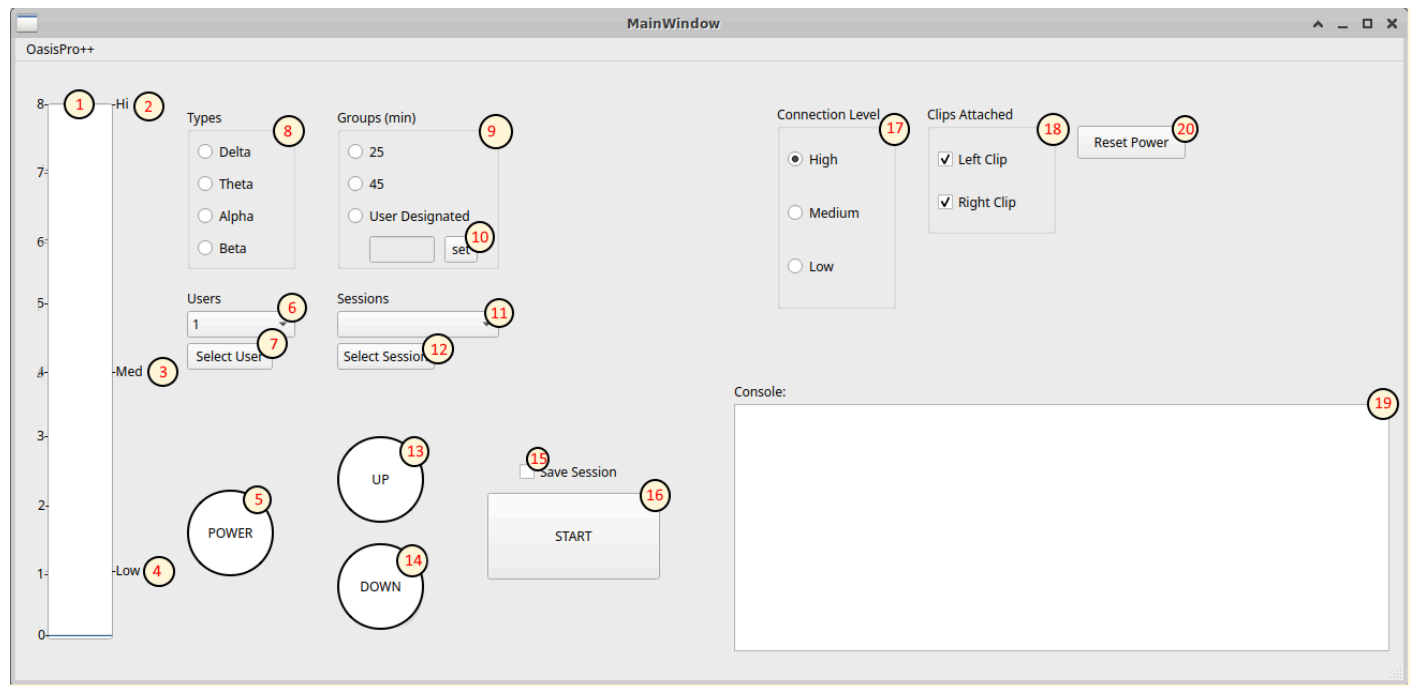 MainWindow
OasisPro++
8- 1 -Hi 2
7-
6-
5-
4- -Med 3
3-
2-
1- -Low 4
0-
Types 8
Delta
Theta
Alpha
Beta
Groups (min) 9
25
45
User Designated
set 10
Users 6
1
Select User 7
Sessions 11
Select Session 12
POWER 5
UP 13
DOWN 14
15 Save Session
START 16
Connection Level 17
High
Medium
Low
Clips Attached 18
Left Clip
Right Clip
Reset Power 20
Console: 19